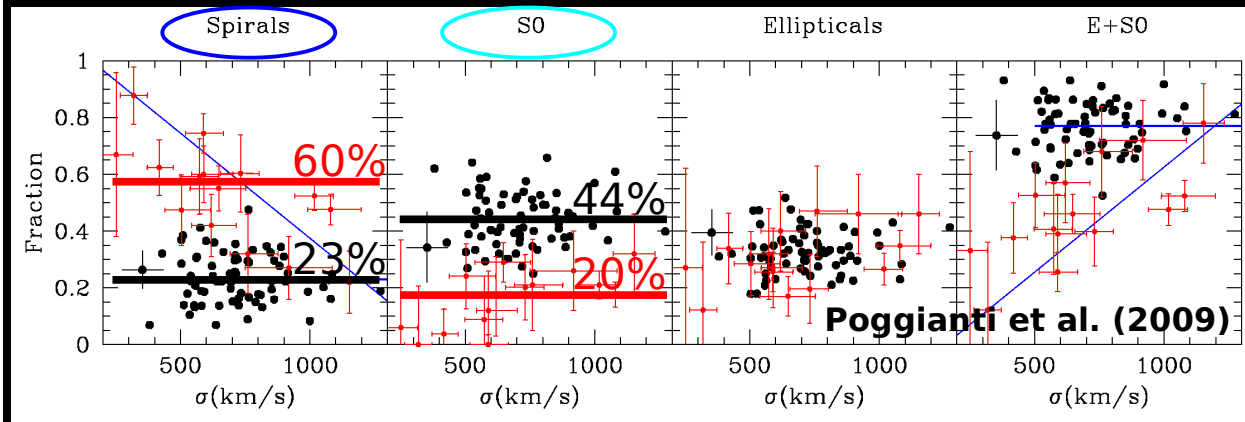 Spirals S0 Ellipticals E+S0
1
0.8
0.6
0.4
0.2
0
Fraction
60%
23%
44%
20%
Poggianti et al. (2009)
500 1000 500 1000 500 1000 500 1000
σ(km/s) σ(km/s) σ(km/s) σ(km/s)